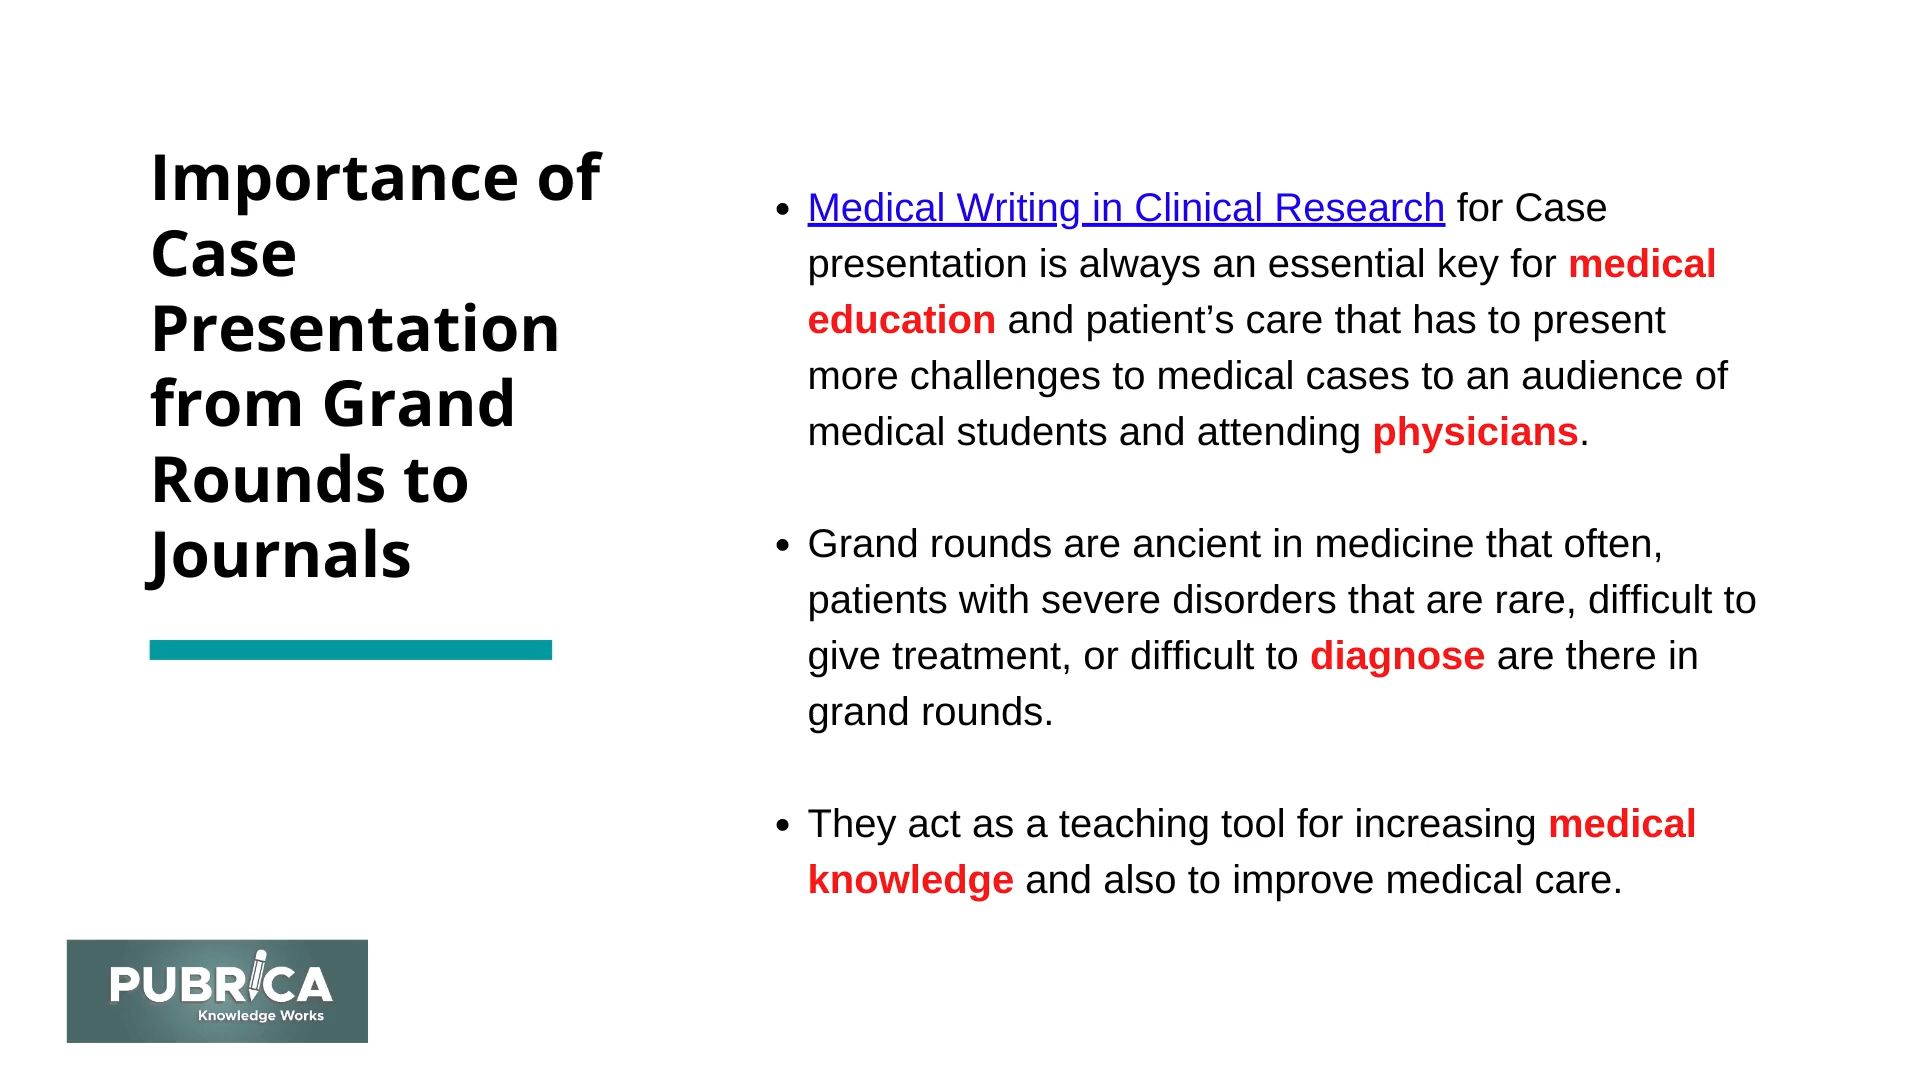 Importance of
Case
Presentation
from Grand
Rounds to
Journals
• Medical Writing in Clinical Research for Case
presentation is always an essential key for medical
education and patient’s care that has to present
more challenges to medical cases to an audience of
medical students and attending physicians.
• Grand rounds are ancient in medicine that often,
patients with severe disorders that are rare, difficult to
give treatment, or difficult to diagnose are there in
grand rounds.
• They act as a teaching tool for increasing medical
knowledge and also to improve medical care.
PUBRICA
Knowledge Works